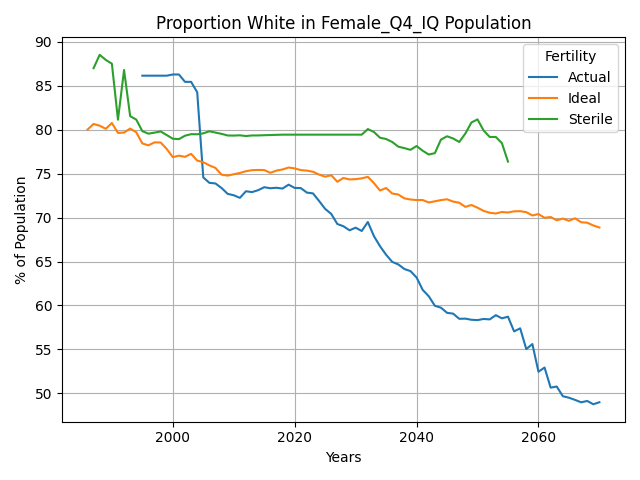 Proportion White in Female_Q4_IQ Population
90
85
80
75
70
65
60
55
50
% of Population
2000
2020
2040
2060
Years
Fertility
Actual
Ideal
Sterile